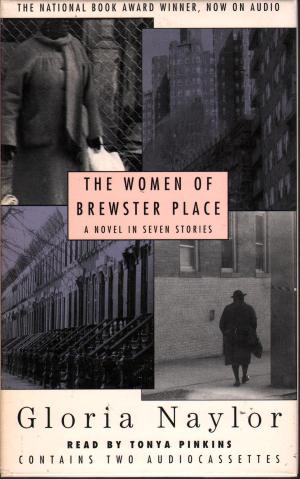 THE NATIONAL BOOK AWARD WINNER, NOW ON AUDIO
THE WOMEN OF
BREWSTER PLACE
A NOVEL IN SEVEN STORIES
Gloria Naylor
READ BY TONYA PINKINS
CONTAINS TWO AUDIOCASSETTES